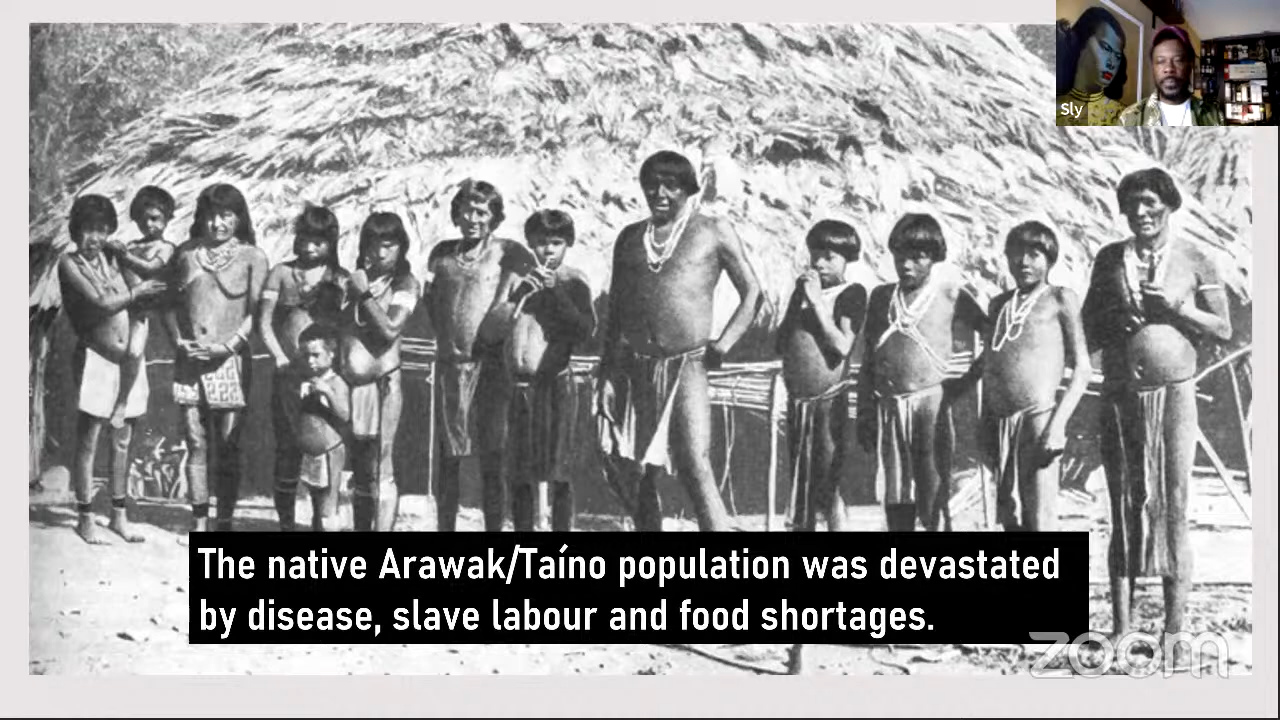 Sly
The native Arawak/Taíno population was devastated
by disease, slave labour and food shortages.
zoom